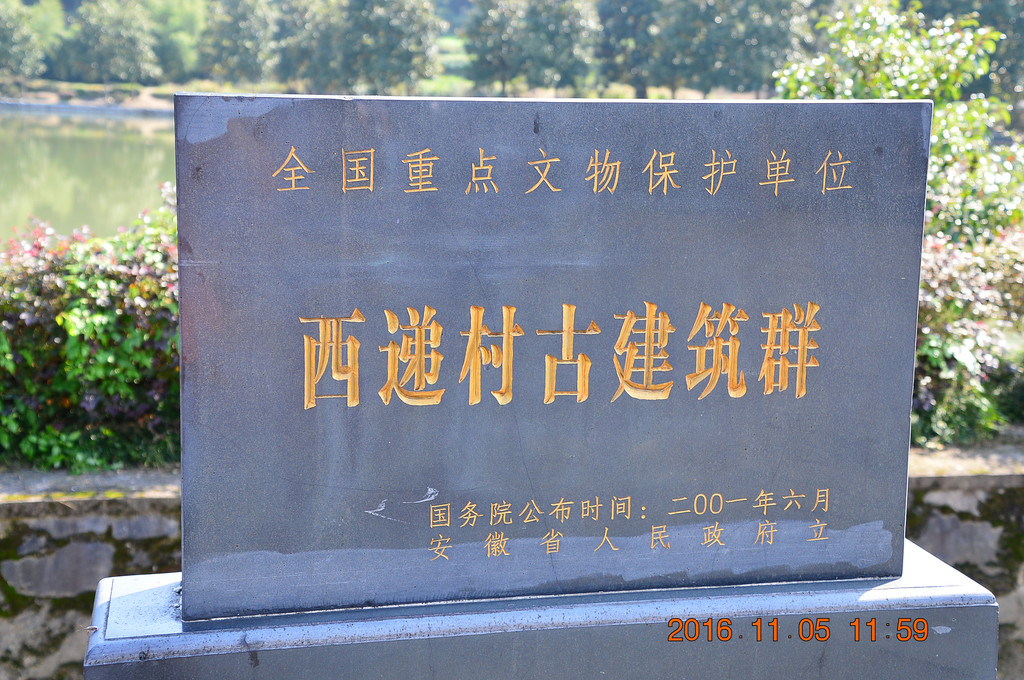 全国重点文物保护单位
西递村古建筑群
国务院公布时间：二00一年六月
安徽省人民政府立
2016.11.05 11:59